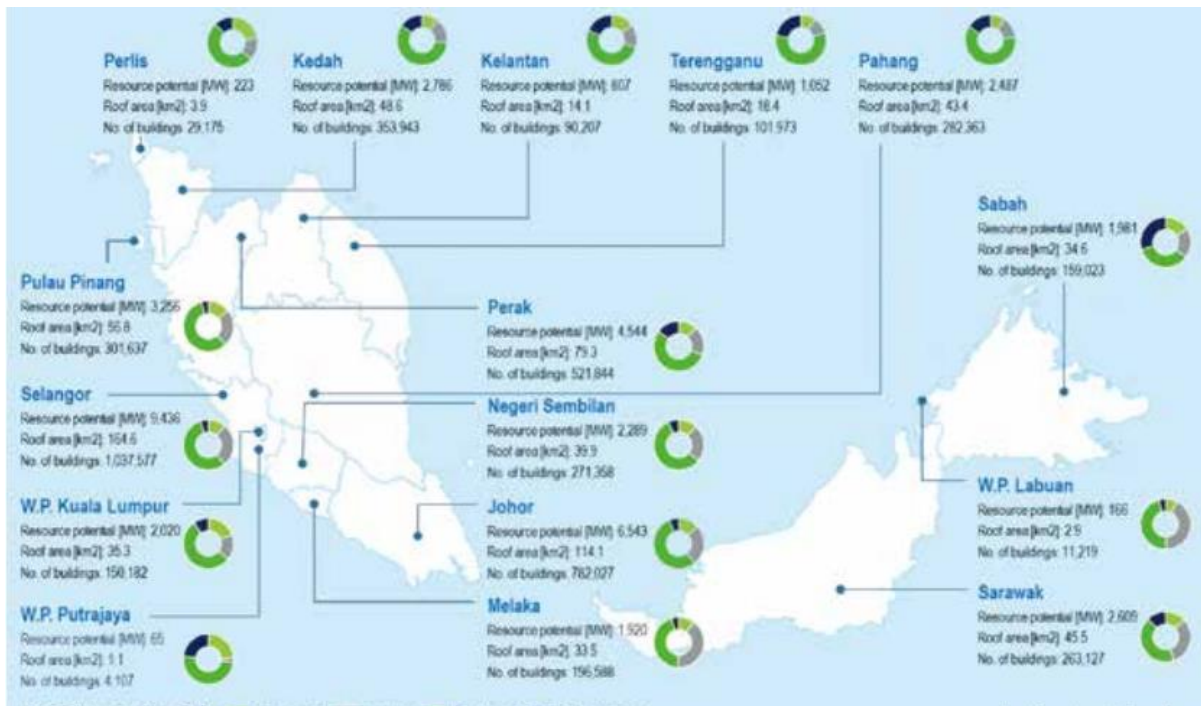 Perlis
Resource potential [MW]: 223
Roof area [km2]: 3.9
No. of buildings: 29,175
Kedah
Resource potential [MW]: 2,786
Roof area [km2]: 48.6
No. of buildings: 353,943
Kelantan
Resource potential [MW]: 807
Roof area [km2]: 14.1
No. of buildings: 90,207
Terengganu
Resource potential [MW]: 1,052
Roof area [km2]: 18.4
No. of buildings: 101,973
Pahang
Resource potential [MW]: 2,487
Roof area [km2]: 43.4
No. of buildings: 282,363
Sabah
Resource potential [MW]: 1,981
Roof area [km2]: 34.6
No. of buildings: 159,023
Pulau Pinang
Resource potential [MW]: 3,256
Roof area [km2]: 56.8
No. of buildings: 301,637
Perak
Resource potential [MW]: 4,544
Roof area [km2]: 79.3
No. of buildings: 521,844
Selangor
Resource potential [MW]: 9,436
Roof area [km2]: 164.6
No. of buildings: 1,037,577
Negeri Sembilan
Resource potential [MW]: 2,289
Roof area [km2]: 39.9
No. of buildings: 271,358
W.P. Kuala Lumpur
Resource potential [MW]: 2,020
Roof area [km2]: 35.3
No. of buildings: 150,182
Johor
Resource potential [MW]: 6,543
Roof area [km2]: 114.1
No. of buildings: 762,027
W.P. Labuan
Resource potential [MW]: 166
Roof area [km2]: 2.9
No. of buildings: 11,219
W.P. Putrajaya
Resource potential [MW]: 65
Roof area [km2]: 1.1
No. of buildings: 4,107
Melaka
Resource potential [MW]: 1,920
Roof area [km2]: 33.5
No. of buildings: 196,588
Sarawak
Resource potential [MW]: 2,609
Roof area [km2]: 45.5
No. of buildings: 263,127